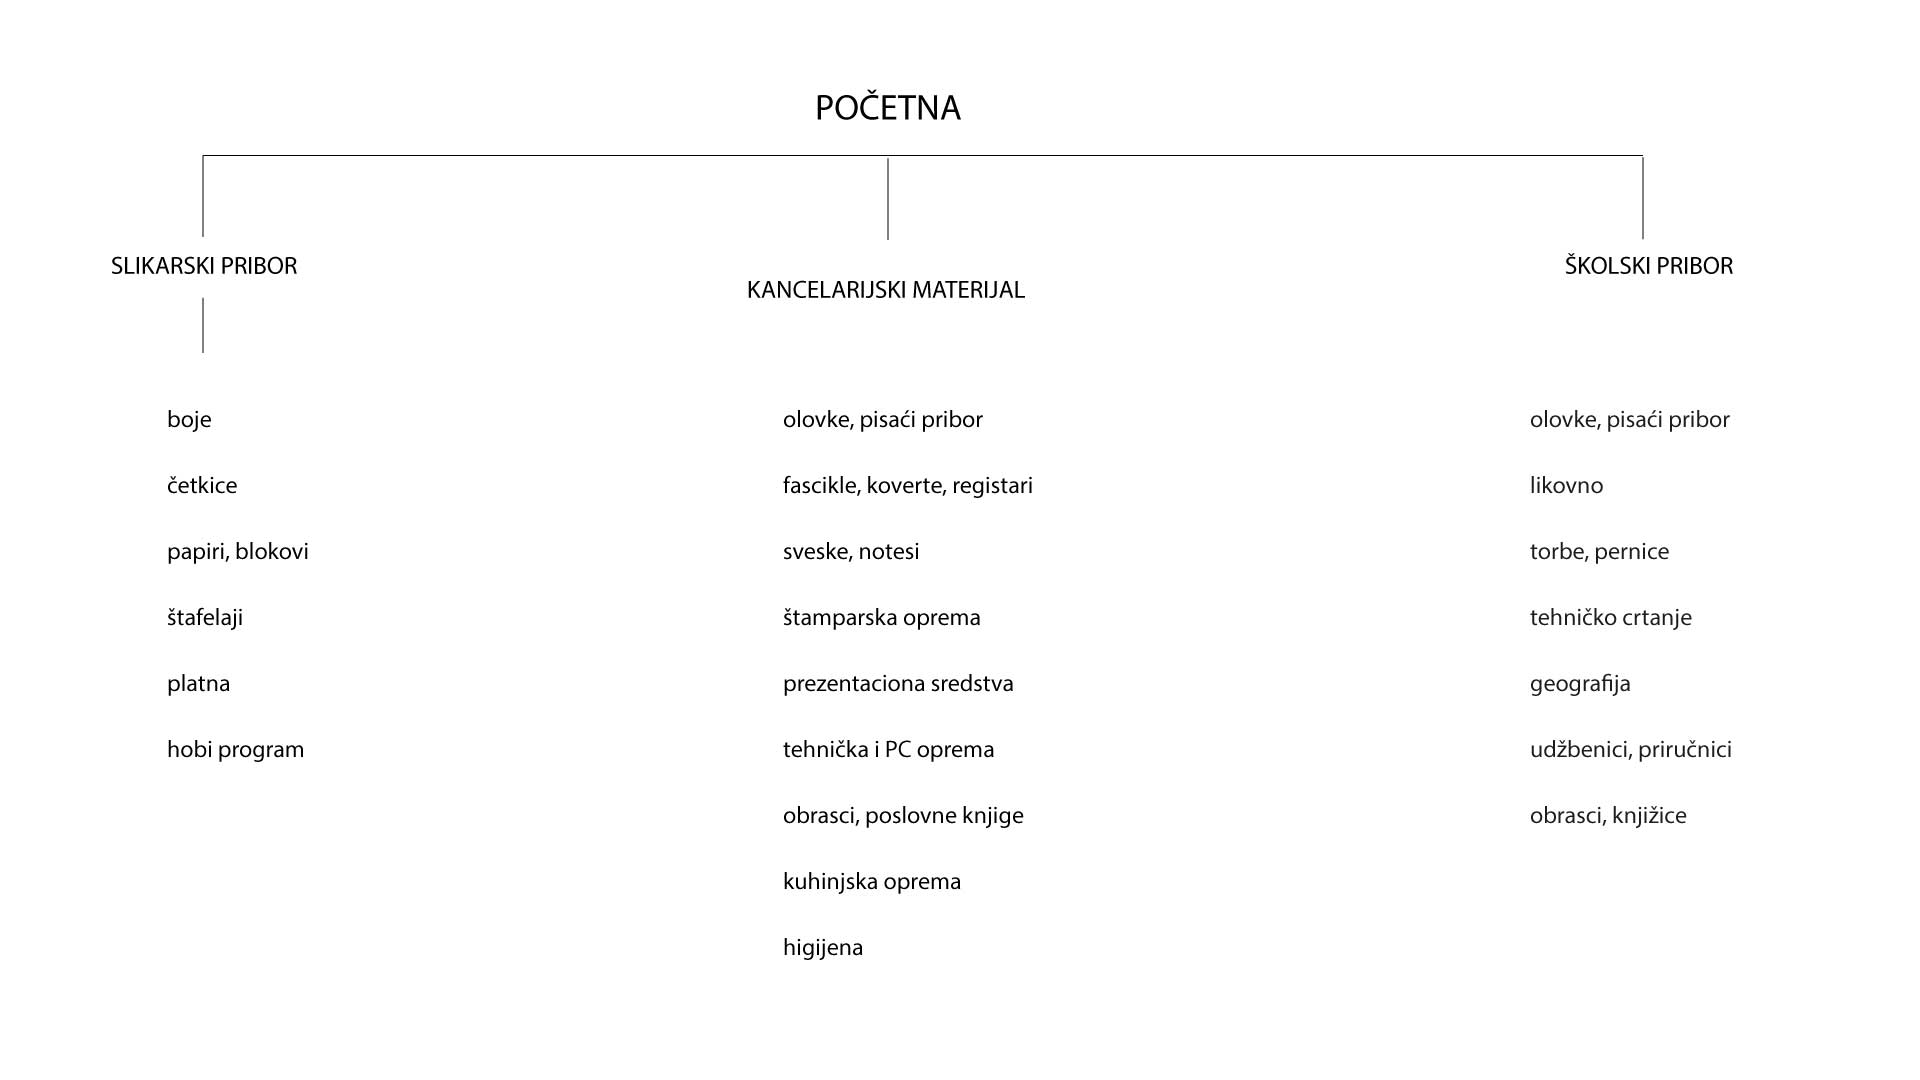 POČETNA
SLIKARSKI PRIBOR
boje
četkice
papiri, blokovi
štafelaji
platna
hobi program
KANCELARIJSKI MATERIJAL
olovke, pisaći pribor
fascikle, koverte, registari
sveske, notesi
štamparska oprema
prezentaciona sredstva
tehnička i PC oprema
obrasci, poslovne knjige
kuhinjska oprema
higijena
ŠKOLSKI PRIBOR
olovke, pisaći pribor
likovno
torbe, pernice
tehničko crtanje
geografija
udžbenici, priručnici
obrasci, knjižice